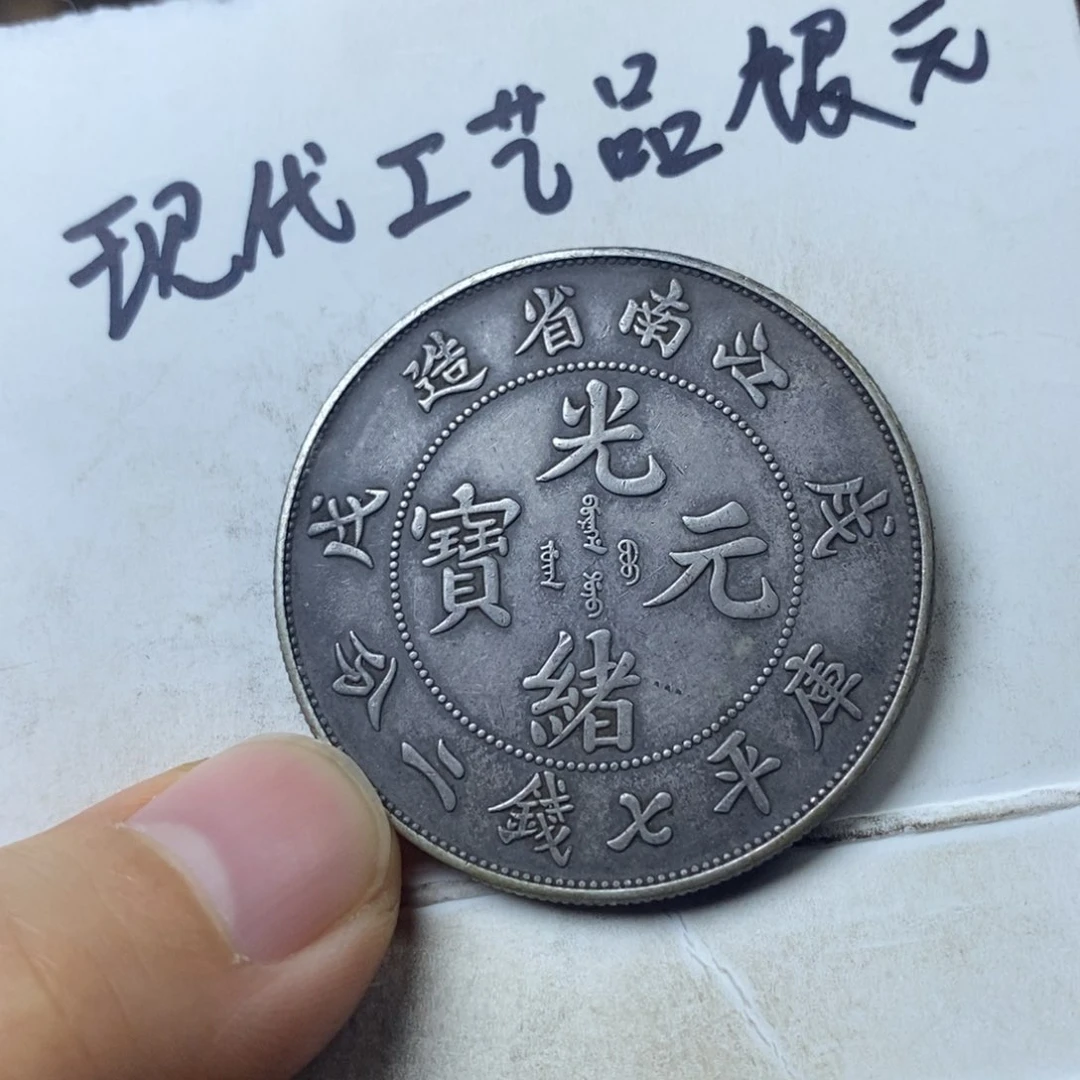 现代工艺品银元
江南省造
戌
戊
光緒元寶
庫平七錢二分